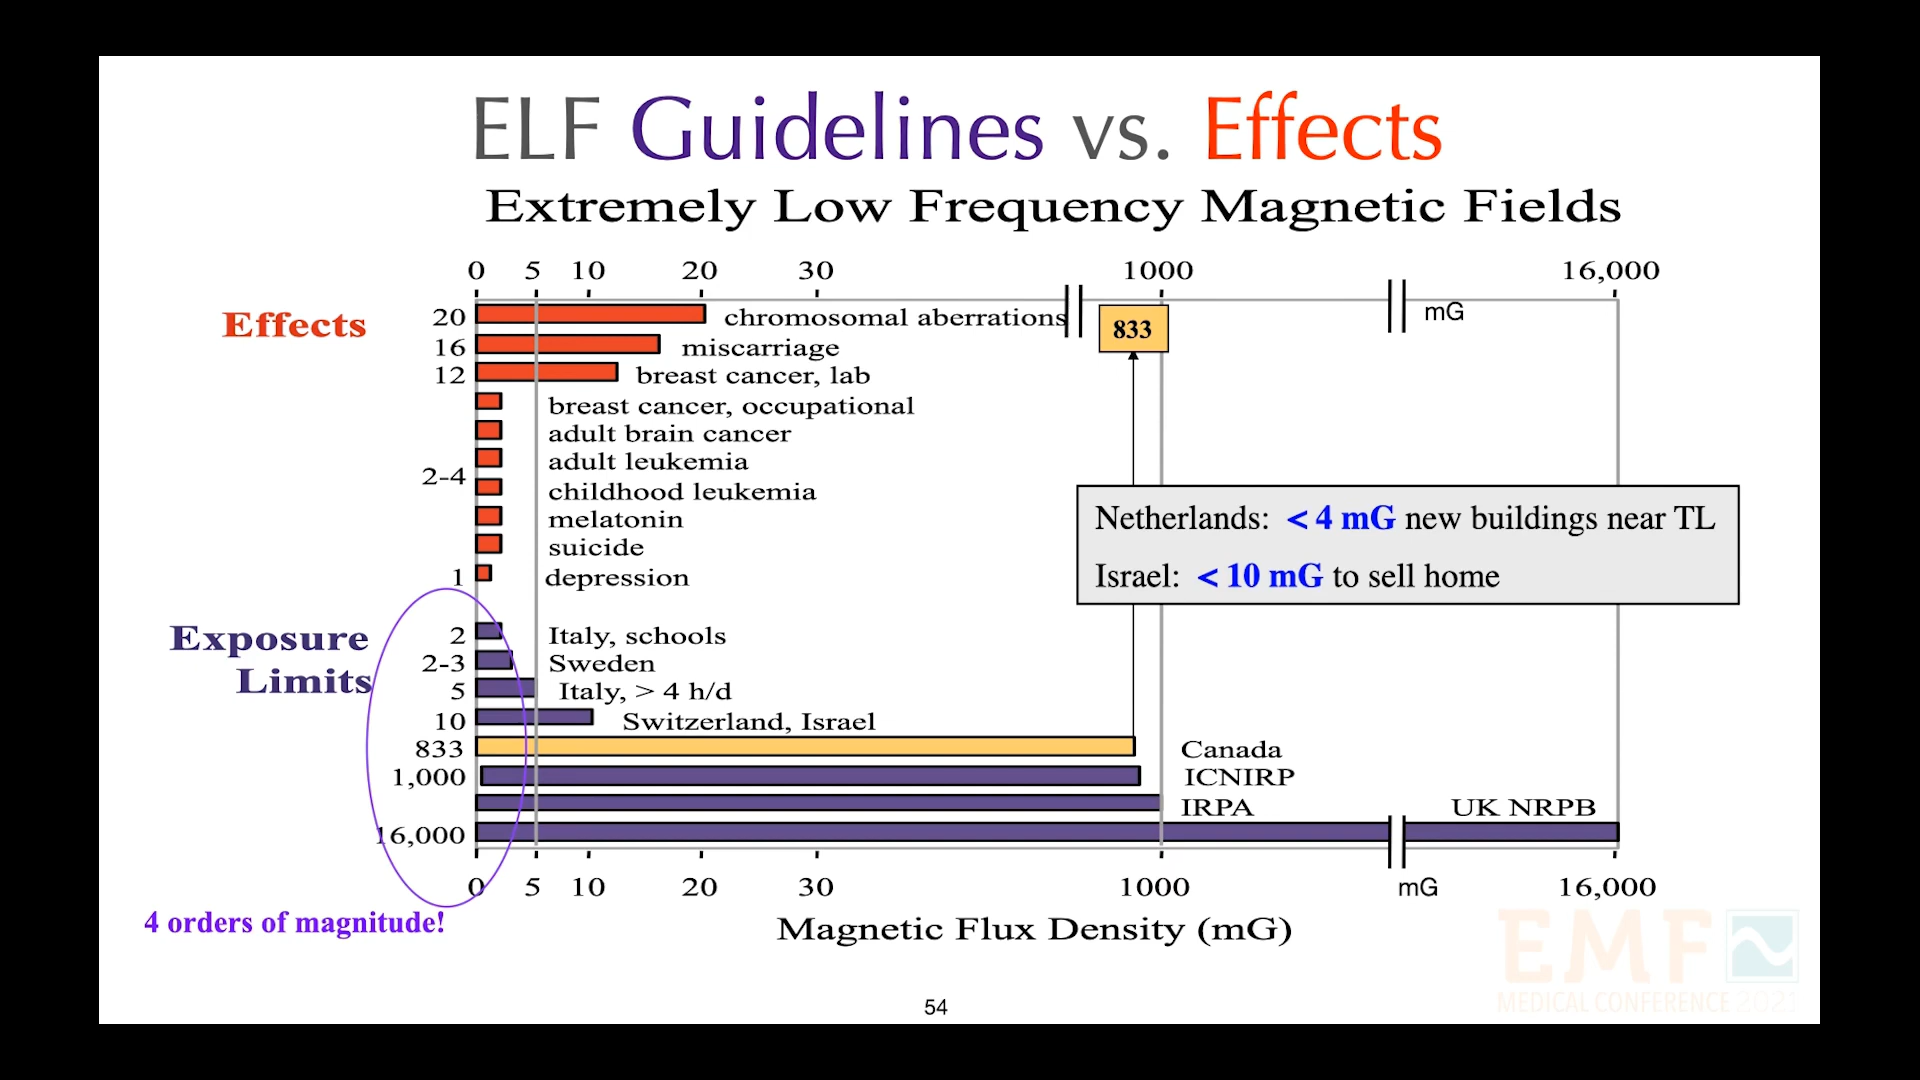 ELF Guidelines vs. Effects
Extremely Low Frequency Magnetic Fields
0 5 10 20 30 1000 16,000
mG
Effects
20 chromosomal aberrations
833
16 miscarriage
12 breast cancer, lab
breast cancer, occupational
adult brain cancer
adult leukemia
2-4
childhood leukemia
melatonin
suicide
1 depression
Netherlands: < 4 mG new buildings near TL
Israel: < 10 mG to sell home
Exposure
Limits
2 Italy, schools
2-3 Sweden
5 Italy, > 4 h/d
10 Switzerland, Israel
833 Canada
1,000 ICNIRP
IRPA UK NRPB
16,000
0 5 10 20 30 1000 mG 16,000
4 orders of magnitude!
Magnetic Flux Density (mG)
EMF
MEDICAL CONFERENCE 2021
54